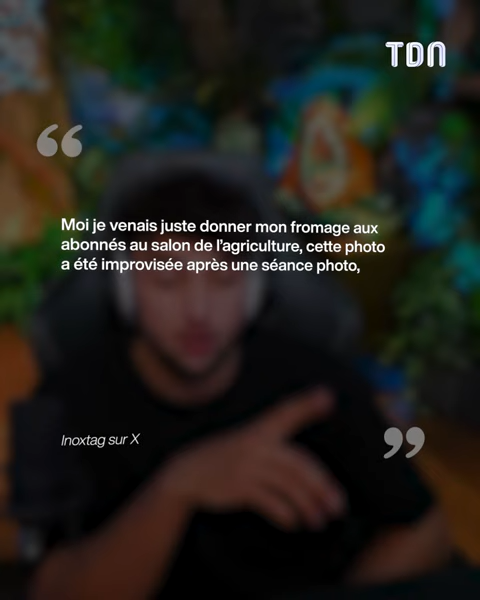 TDN
“
Moi je venais juste donner mon fromage aux
abonnés au salon de l’agriculture, cette photo
a été improvisée après une séance photo,
Inoxtag sur X
”